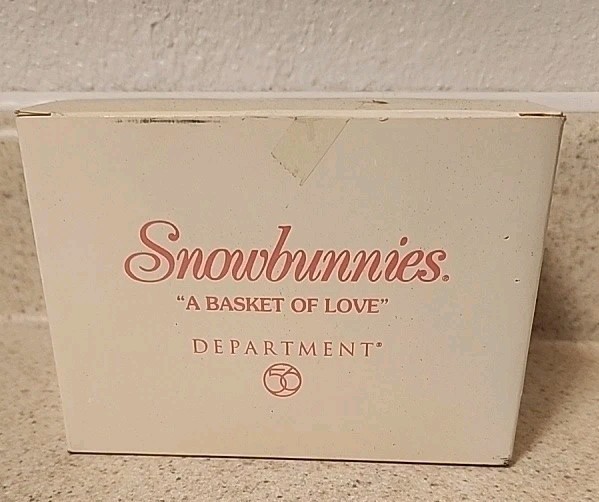 Snowbunnies®
“A BASKET OF LOVE”
DEPARTMENT®
56